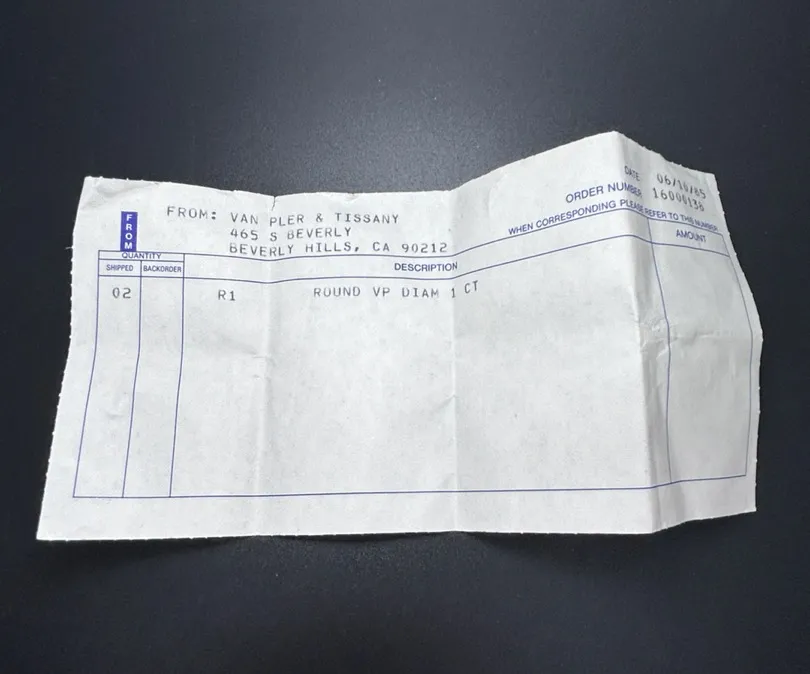 FROM
FROM: VAN PLER & TISSANY
465 S BEVERLY
BEVERLY HILLS, CA 90212
DATE 06/10/85
ORDER NUMBER 16000138
WHEN CORRESPONDING PLEASE REFER TO THIS NUMBER
QUANTITY
SHIPPED BACKORDER DESCRIPTION AMOUNT
02 R1 ROUND VP DIAM 1 CT